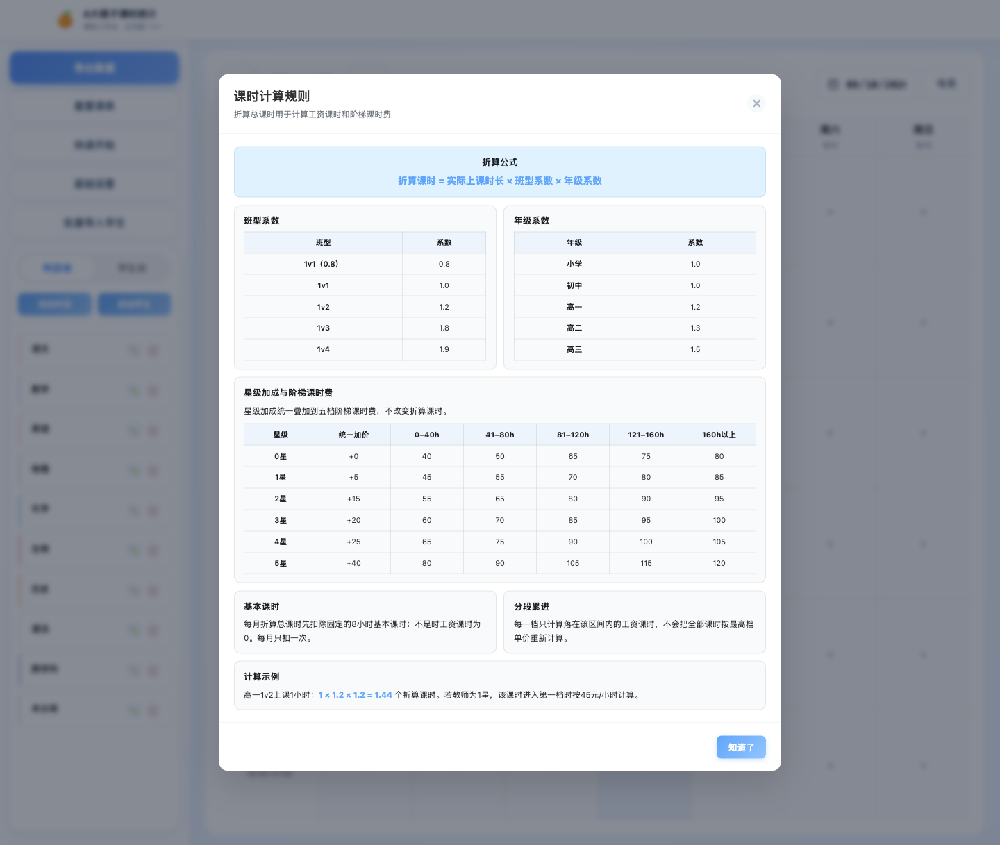 课时计算规则
折算总课时用于计算工资课时和阶梯课时费
折算公式
折算课时 = 实际上课时长 × 班型系数 × 年级系数
班型系数
班型 系数
1v1（0.8） 0.8
1v1 1.0
1v2 1.2
1v3 1.8
1v4 1.9
年级系数
年级 系数
小学 1.0
初中 1.0
高一 1.2
高二 1.3
高三 1.5
星级加成与阶梯课时费
星级加成统一叠加到五档阶梯课时费，不改变折算课时。
星级 统一加价 0–40h 41–80h 81–120h 121–160h 160h以上
0星 +0 40 50 65 75 80
1星 +5 45 55 70 80 85
2星 +15 55 65 80 90 95
3星 +20 60 70 85 95 100
4星 +25 65 75 90 100 105
5星 +40 80 90 105 115 120
基本课时
每月折算总课时先扣除固定的8小时基本课时；不足时工资课时为
0。每月只扣一次。
分段累进
每一档只计算落在该区间内的工资课时，不会把全部课时按最高档
单价重新计算。
计算示例
高一1v2上课1小时：1 × 1.2 × 1.2 = 1.44 个折算课时。若教师为1星，该课时进入第一档时按45元/小时计算。
知道了